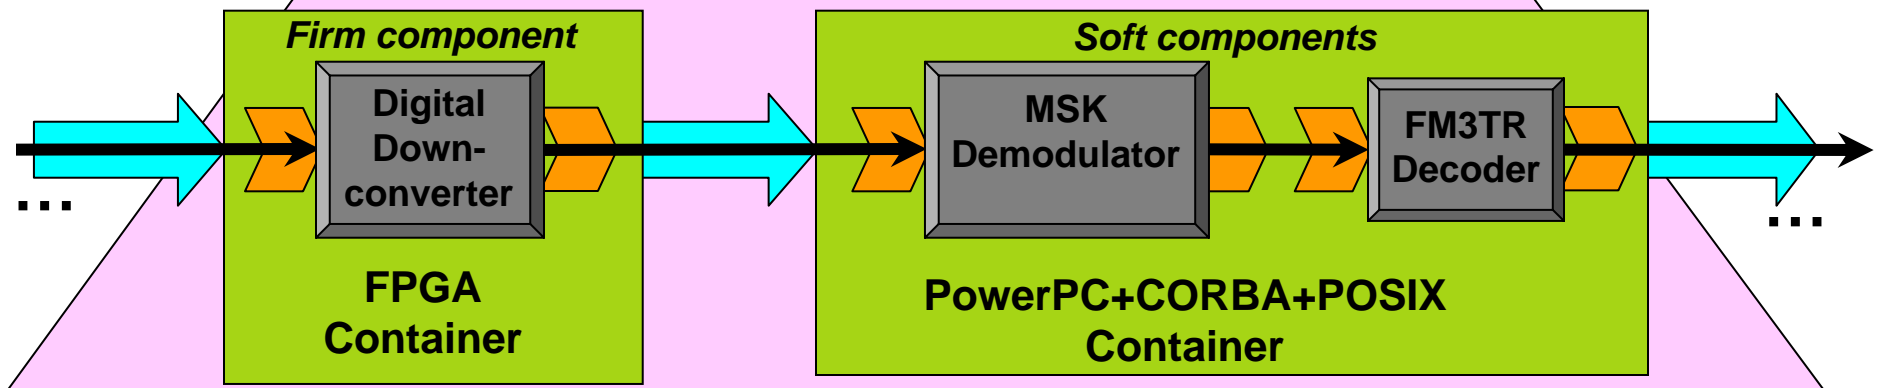 Firm component
Digital
Down-
converter
FPGA
Container
...
Soft components
MSK
Demodulator
FM3TR
Decoder
PowerPC+CORBA+POSIX
Container
...